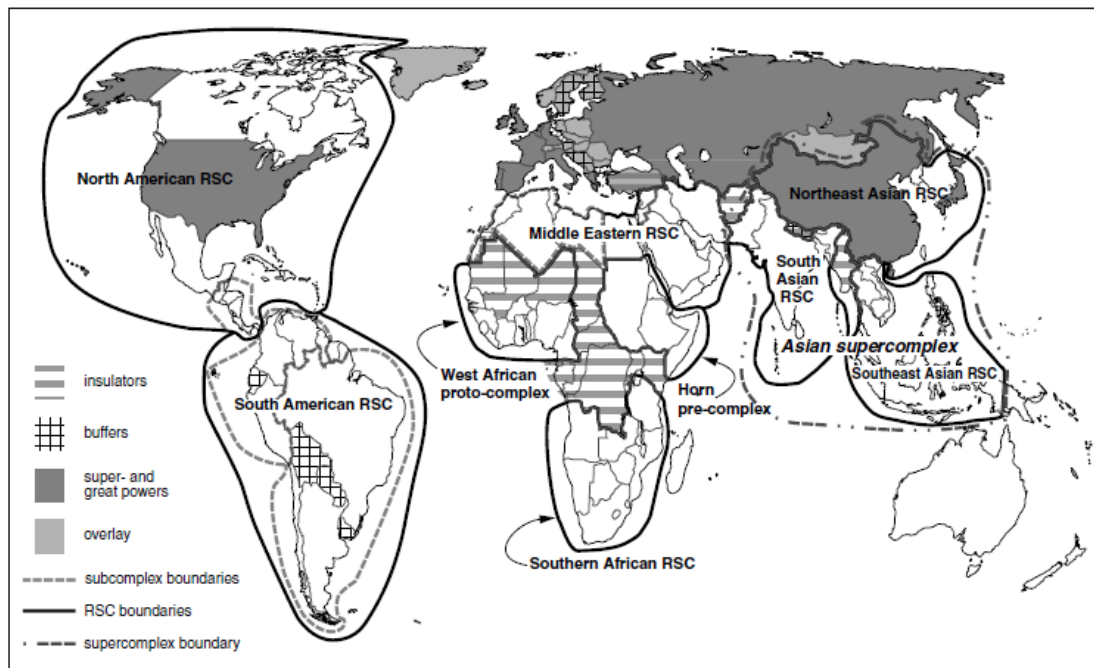 North American RSC
Northeast Asian RSC
Middle Eastern RSC
South
Asian
RSC
Asian supercomplex
Southeast Asian RSC
West African
proto-complex
Horn
pre-complex
South American RSC
Southern African RSC
insulators
buffers
super- and
great powers
overlay
subcomplex boundaries
RSC boundaries
supercomplex boundary